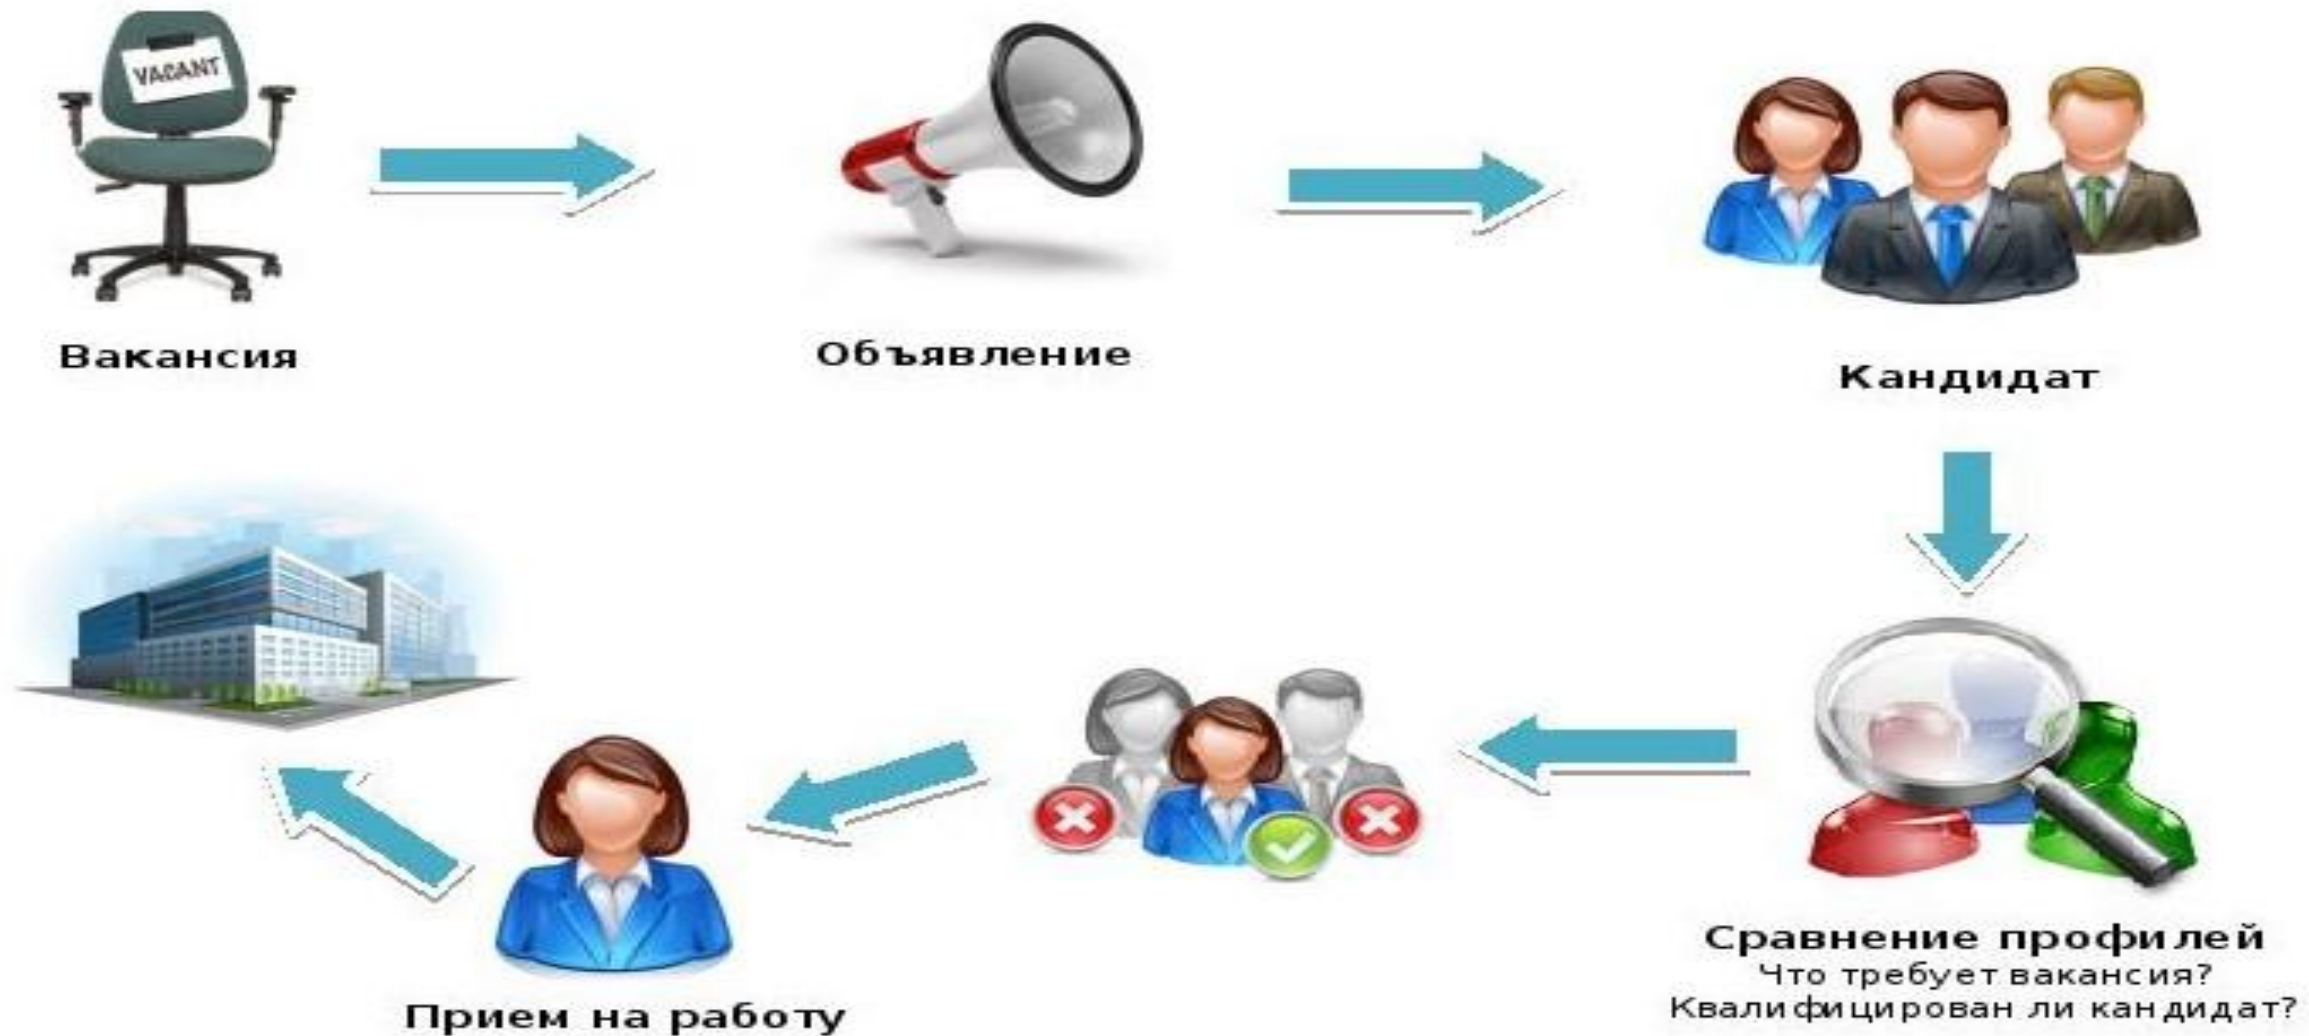 VACANT
Вакансия
Объявление
Кандидат
Сравнение профилей
Что требует вакансия?
Квалифицирован ли кандидат?
Прием на работу